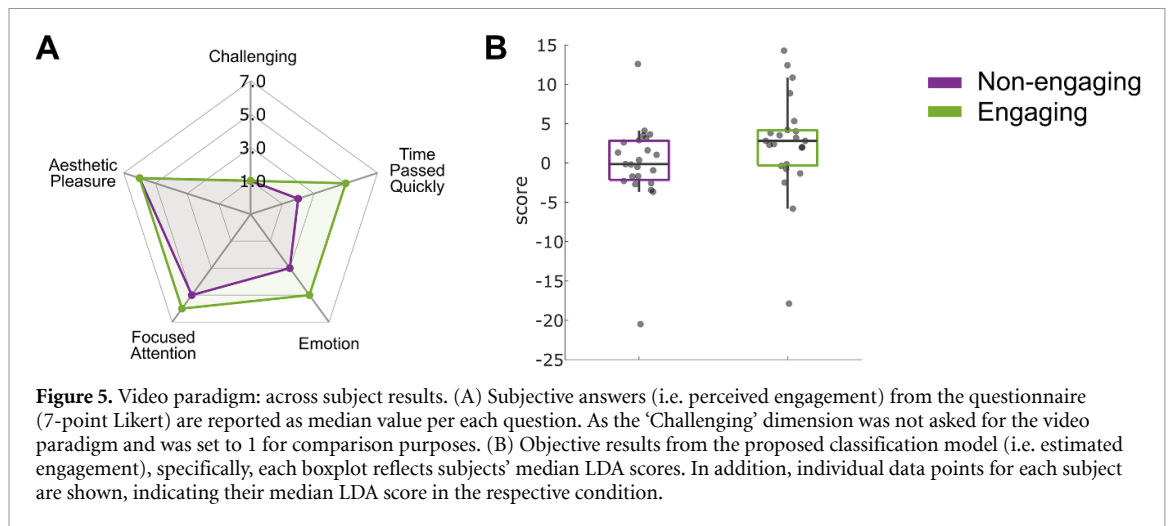 A
Challenging
7.0
5.0
3.0
1.0
Aesthetic
Pleasure
Time
Passed
Quickly
Focused
Attention
Emotion
B
15
10
5
0
-5
-10
-15
-20
-25
score
Non-engaging
Engaging
Figure 5. Video paradigm: across subject results. (A) Subjective answers (i.e. perceived engagement) from the questionnaire
(7-point Likert) are reported as median value per each question. As the ‘Challenging’ dimension was not asked for the video
paradigm and was set to 1 for comparison purposes. (B) Objective results from the proposed classification model (i.e. estimated
engagement), specifically, each boxplot reflects subjects’ median LDA scores. In addition, individual data points for each subject
are shown, indicating their median LDA score in the respective condition.